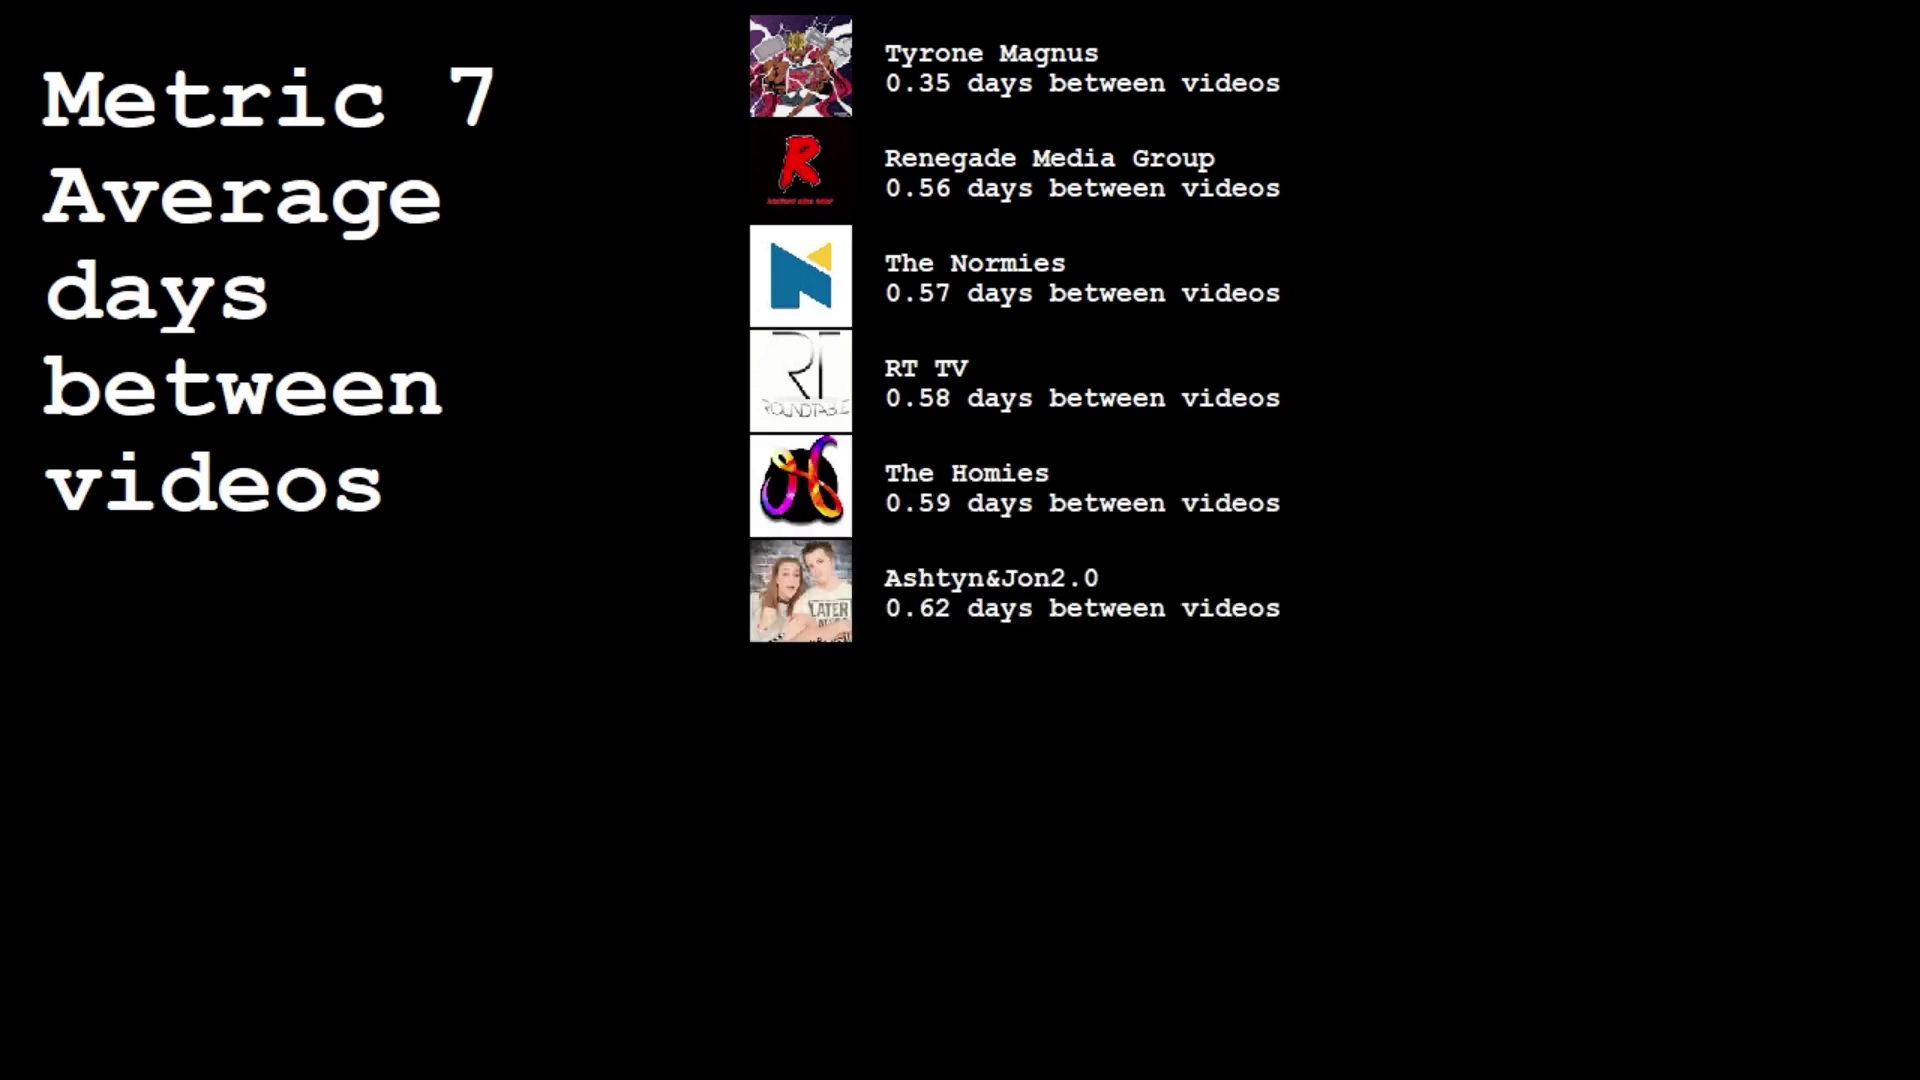 Metric 7
Average
days
between
videos
Tyrone Magnus
0.35 days between videos
Renegade Media Group
0.56 days between videos
The Normies
0.57 days between videos
RT
ROUNDTABLE
RT TV
0.58 days between videos
The Homies
0.59 days between videos
LATER
Ashtyn&Jon2.0
0.62 days between videos